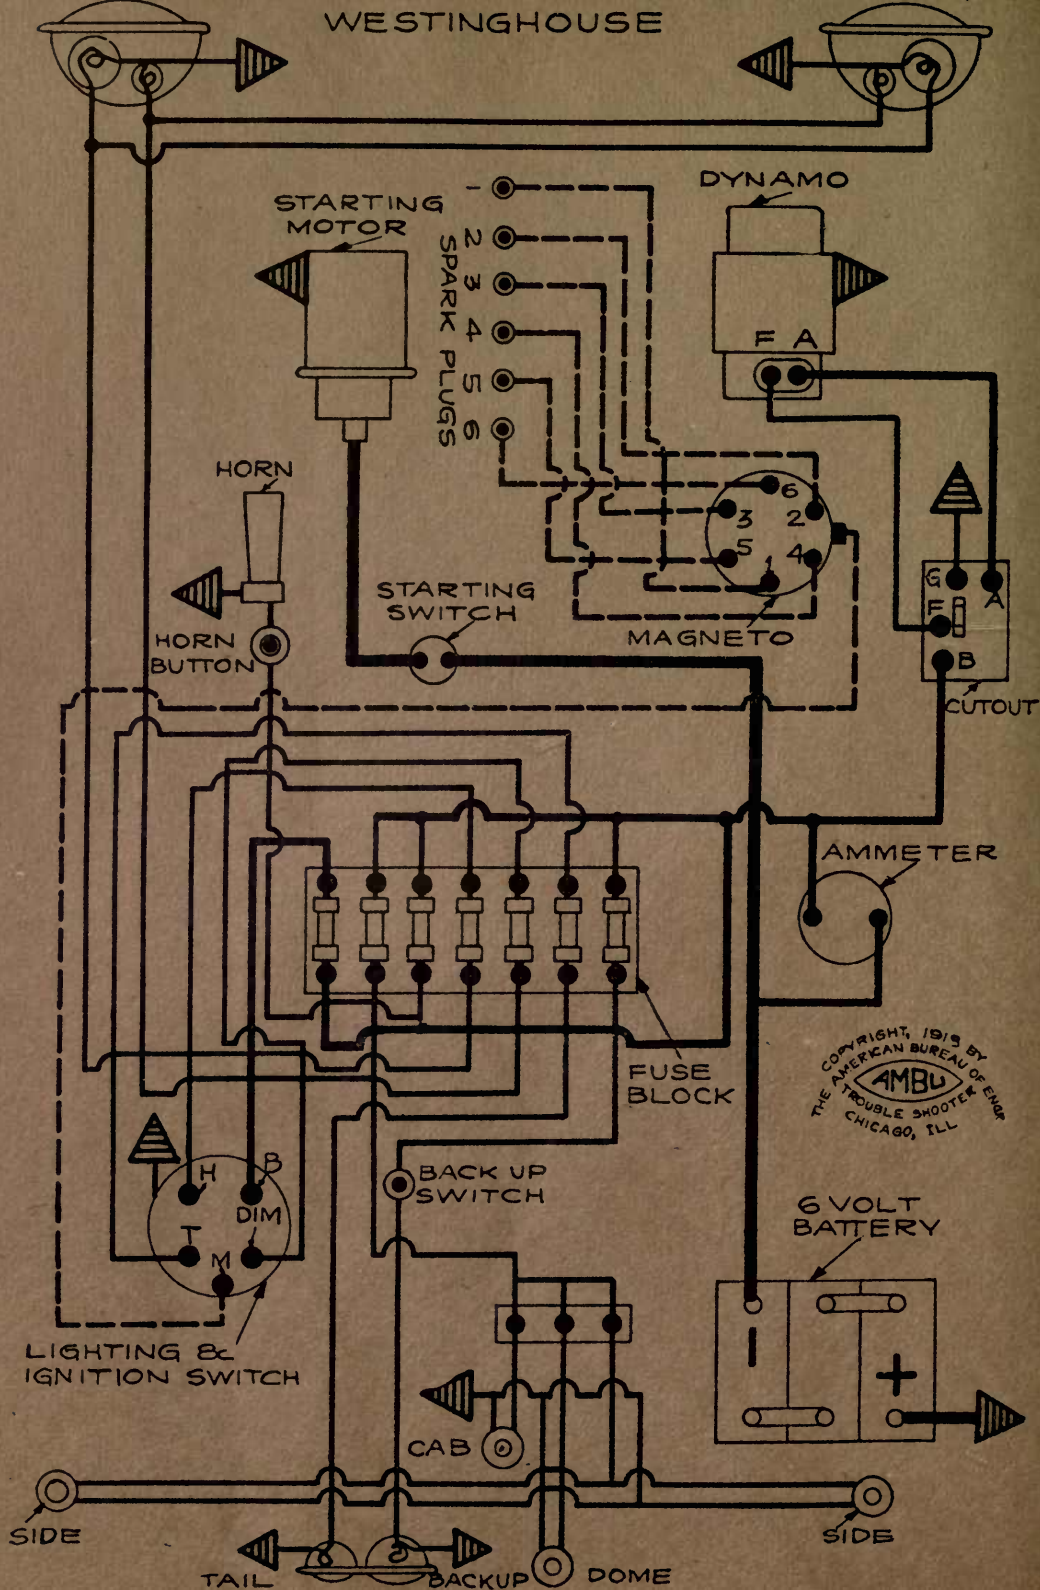 WESTINGHOUSE
DYNAMO
STARTING
MOTOR
SPARK PLUGS
1
2
3
4
5
6
F A
HORN
6
3
2
5
4
1
STARTING
SWITCH
MAGNETO
HORN
BUTTON
G
A
F
B
CUTOUT
AMMETER
FUSE
BLOCK
COPYRIGHT, 1919 BY
THE AMERICAN BUREAU OF ENGR
AMBU
TROUBLE SHOOTER
CHICAGO, ILL
H
B
DIM
T
M
BACK UP
SWITCH
6 VOLT
BATTERY
-
+
LIGHTING &
IGNITION SWITCH
CAB
SIDE
SIDE
TAIL
BACKUP
DOME